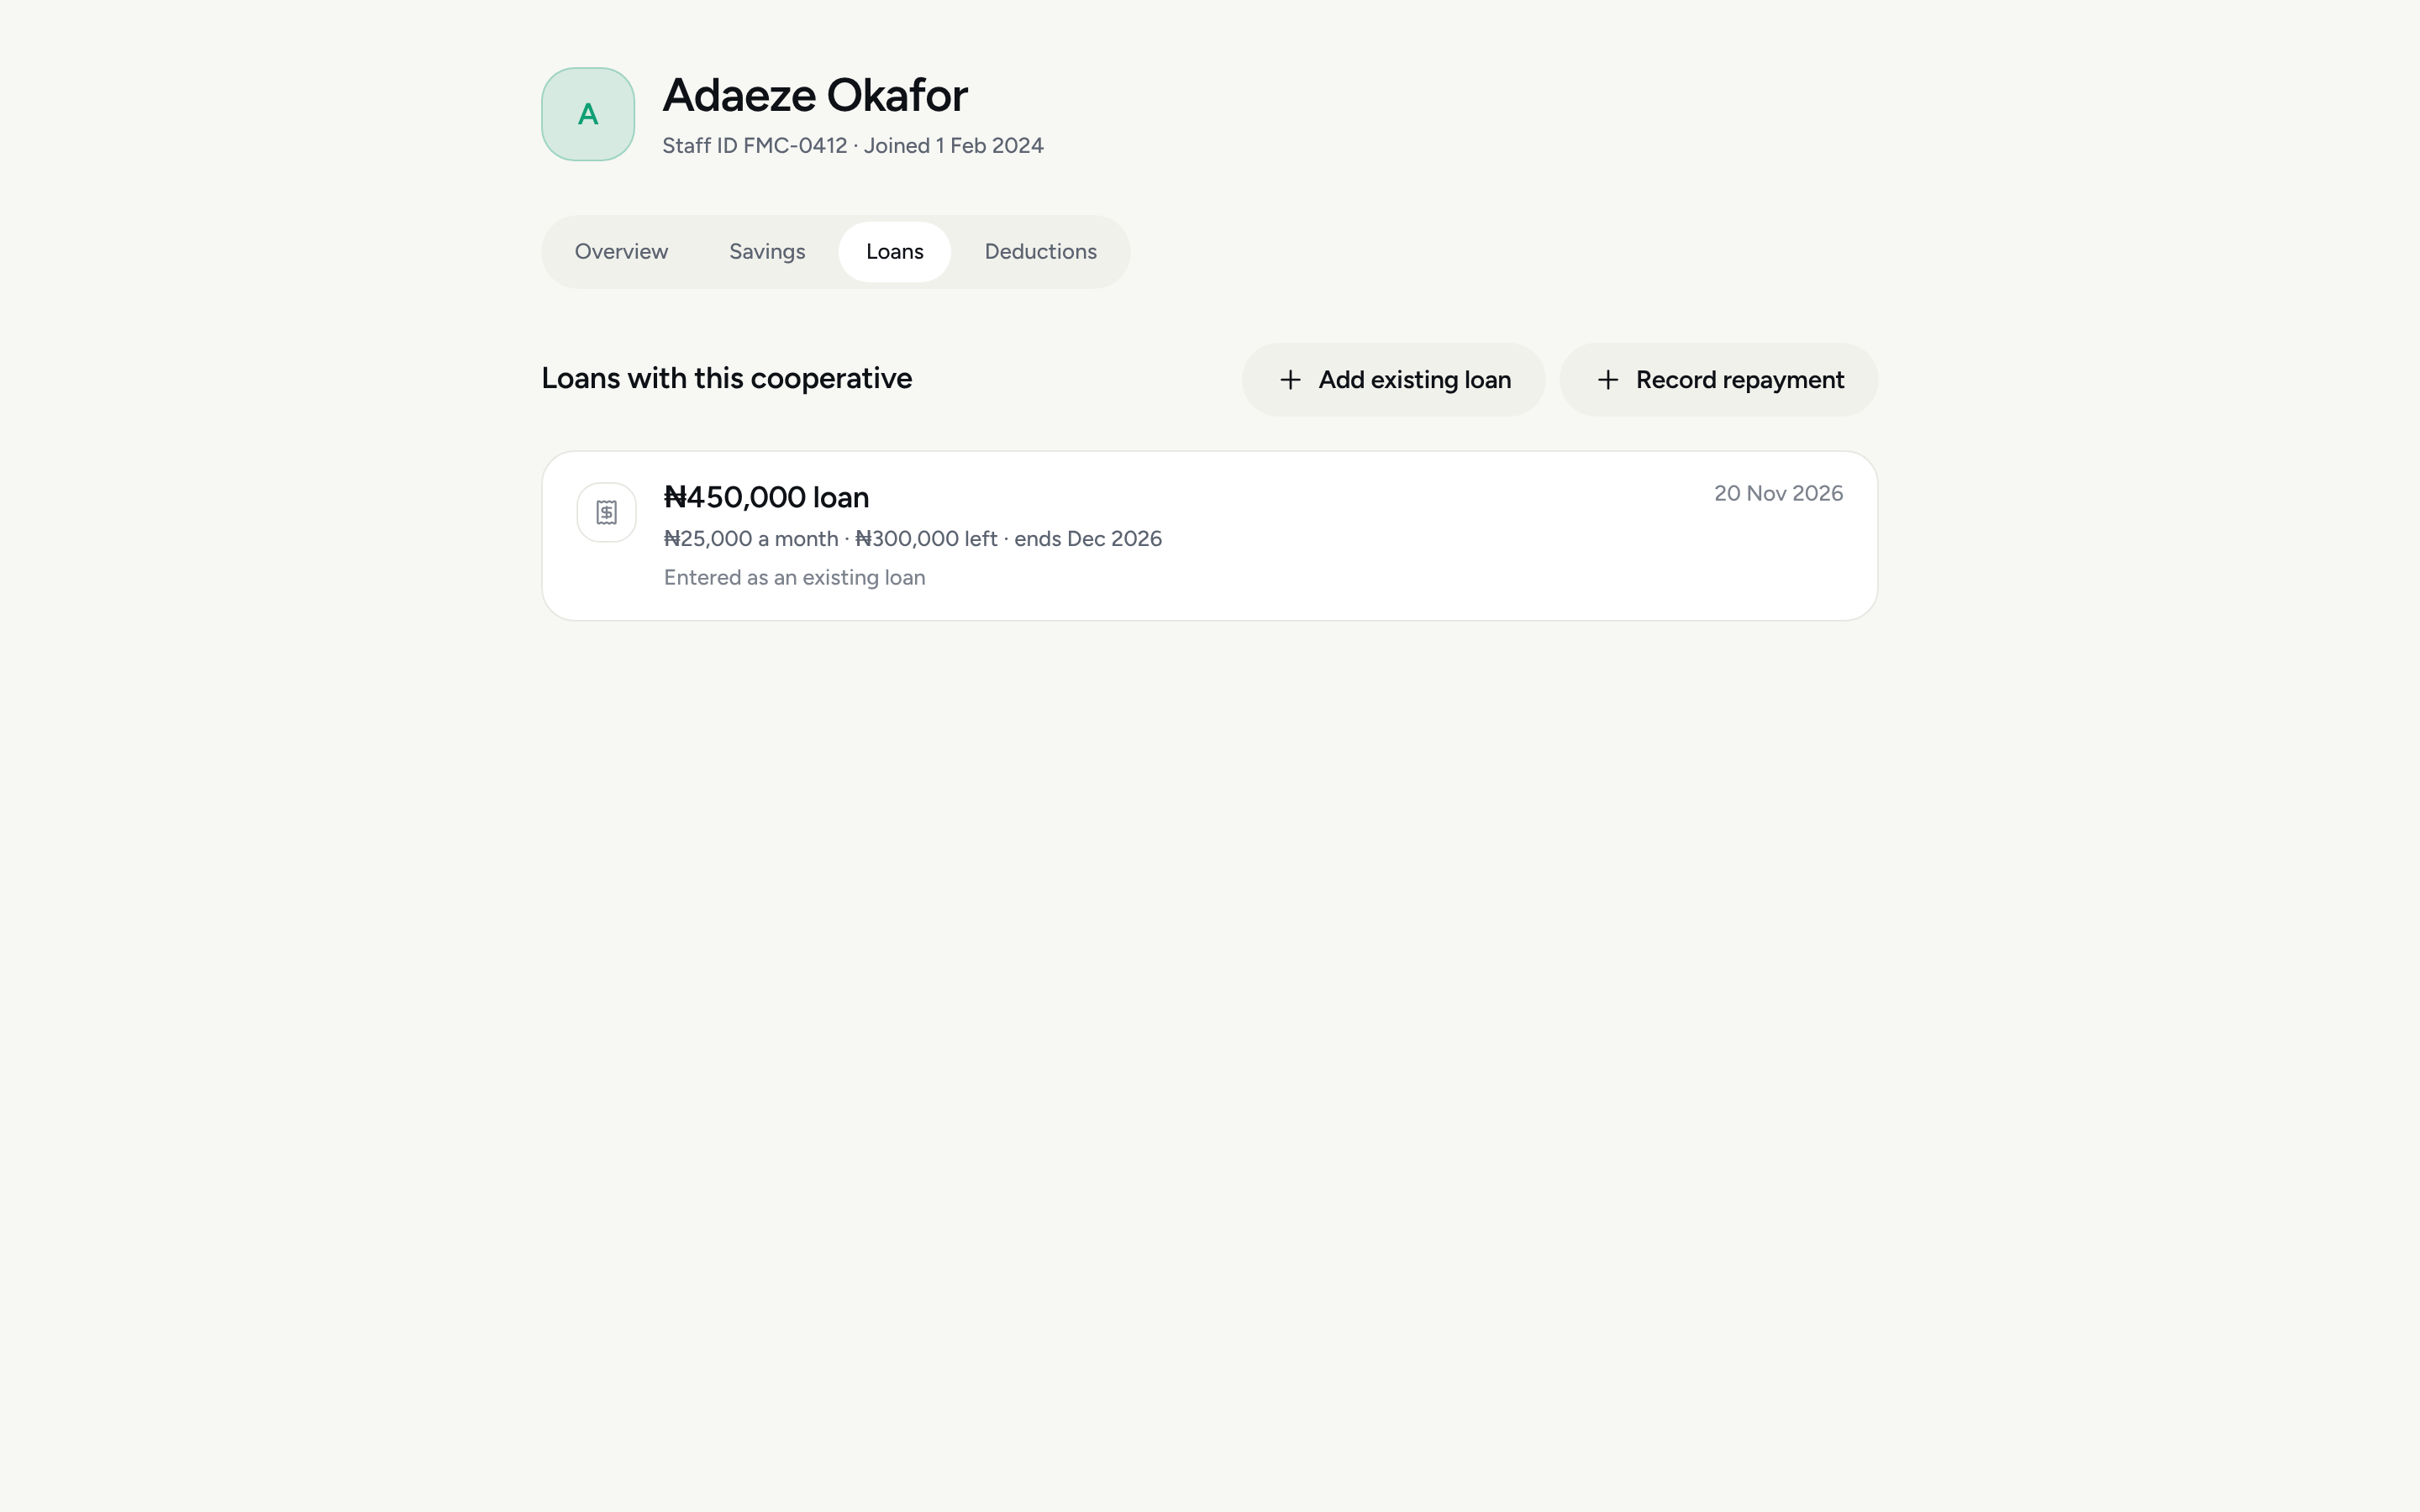 A
Adaeze Okafor
Staff ID FMC-0412 · Joined 1 Feb 2024
Overview Savings Loans Deductions
Loans with this cooperative
Add existing loan
Record repayment
₦450,000 loan
20 Nov 2026
₦25,000 a month · ₦300,000 left · ends Dec 2026
Entered as an existing loan